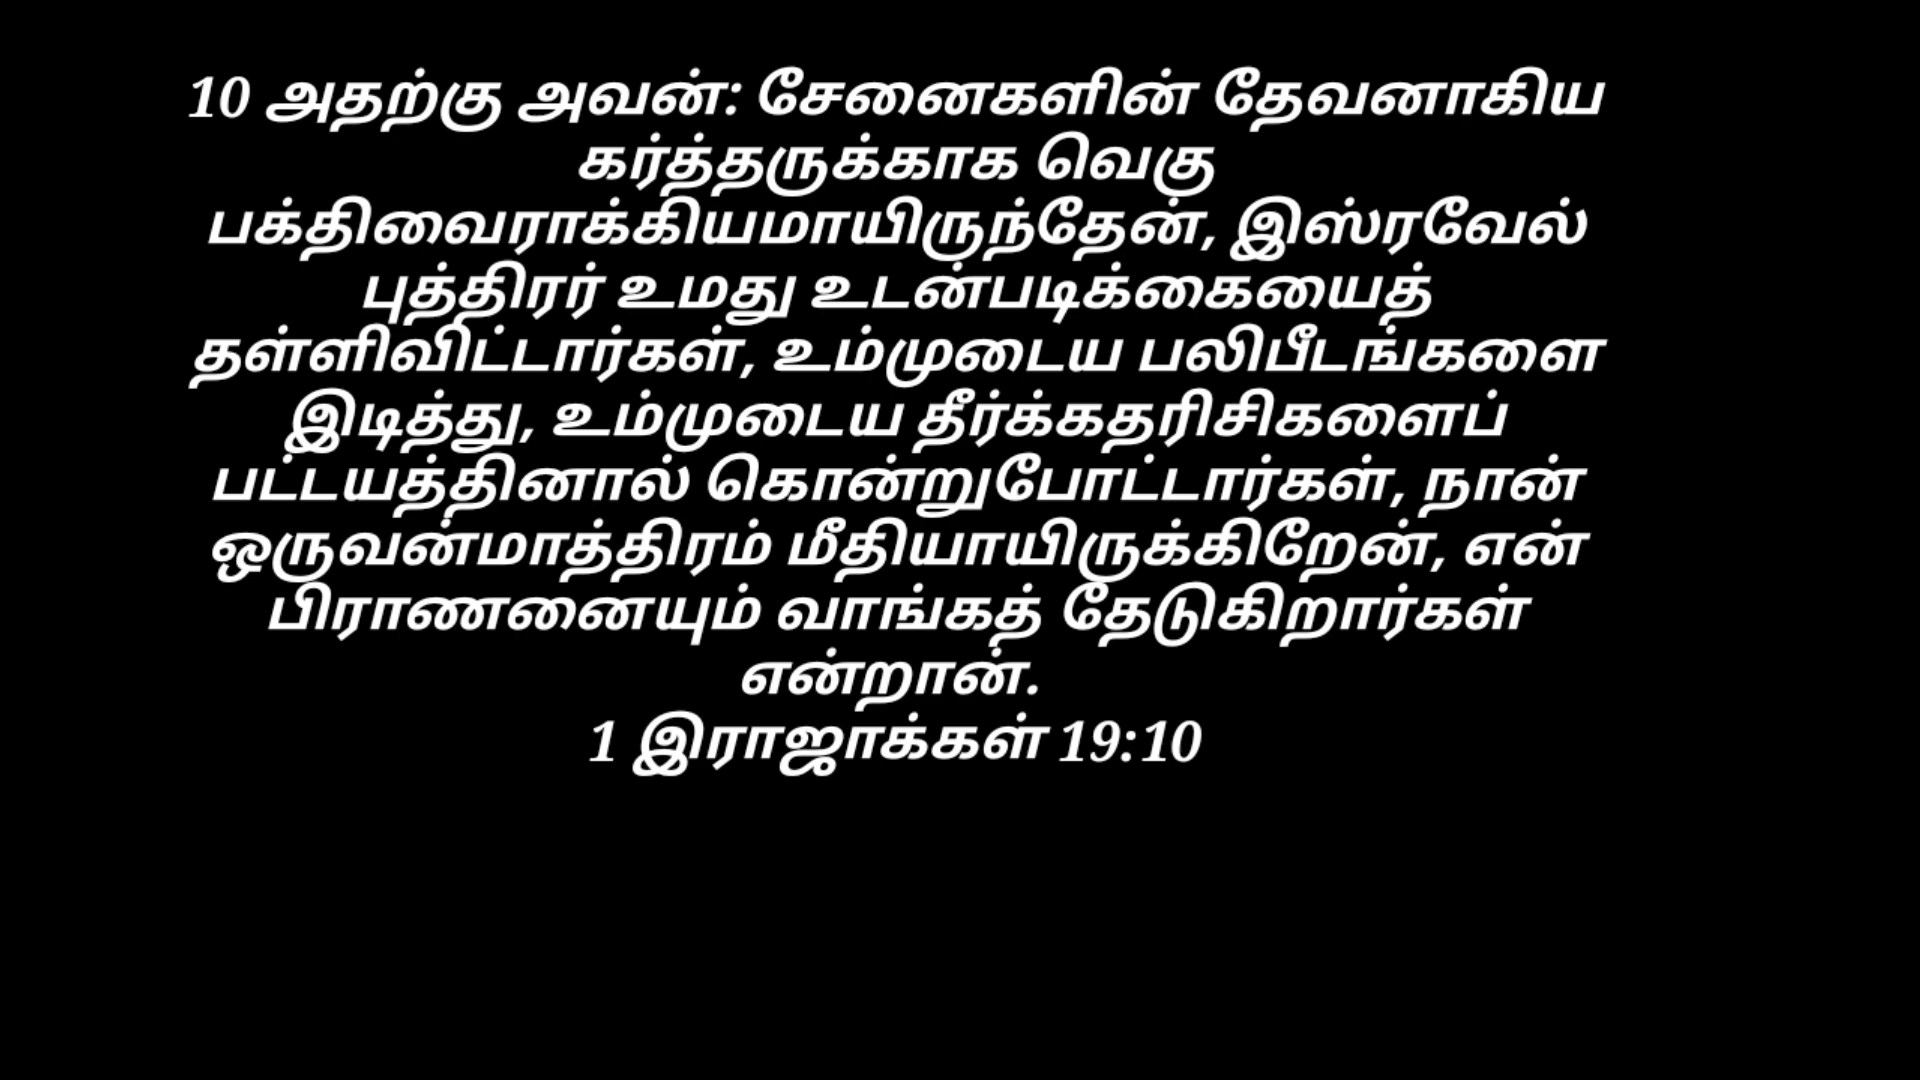 10 அதற்கு அவன்: சேனைகளின் தேவனாகிய
கர்த்தருக்காக வெகு
பக்திவைராக்கியமாயிருந்தேன், இஸ்ரவேல்
புத்திரர் உமது உடன்படிக்கையைத்
தள்ளிவிட்டார்கள், உம்முடைய பலிபீடங்களை
இடித்து, உம்முடைய தீர்க்கதரிசிகளைப்
பட்டயத்தினால் கொன்றுபோட்டார்கள், நான்
ஒருவன்மாத்திரம் மீதியாயிருக்கிறேன், என்
பிராணனையும் வாங்கத் தேடுகிறார்கள்
என்றான்.
1 இராஜாக்கள் 19:10